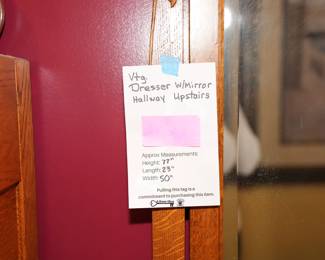 Vtg.
Dresser W/Mirror
Hallway Upstairs
Approx Measurements:
Height: 77"
Length: 23"
Width: 50"
Pulling this tag is a
commitment to purchasing this item.